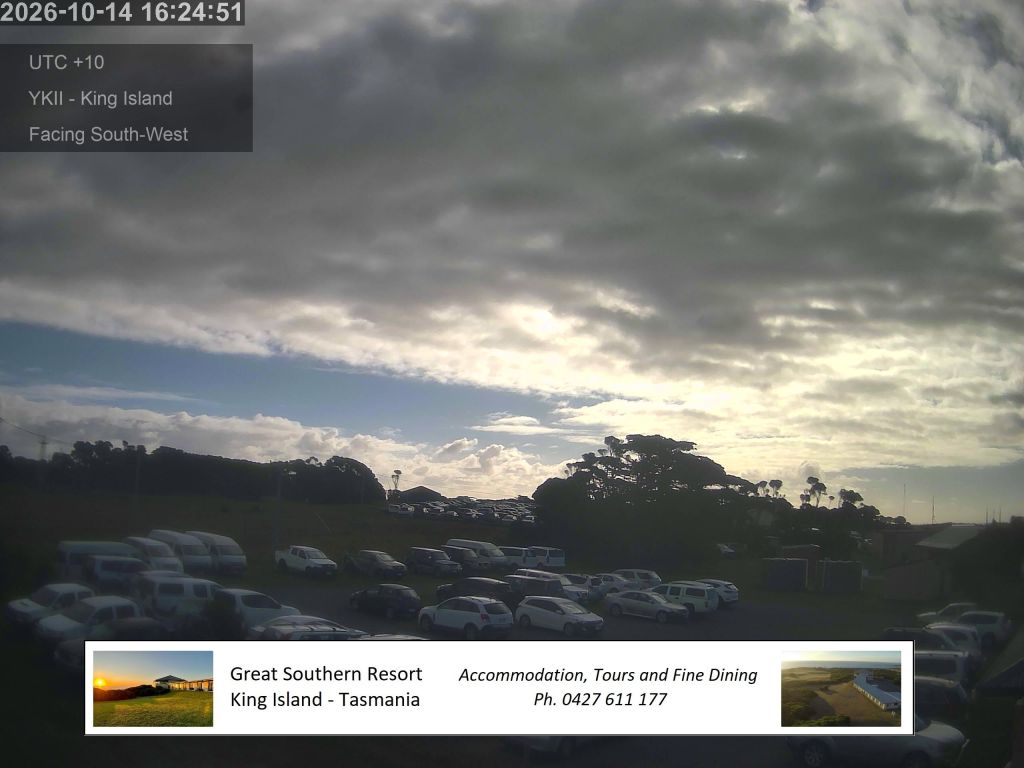 2026-10-14 16:24:51
UTC +10
YKII - King Island
Facing South-West
Great Southern Resort
King Island - Tasmania
Accommodation, Tours and Fine Dining
Ph. 0427 611 177